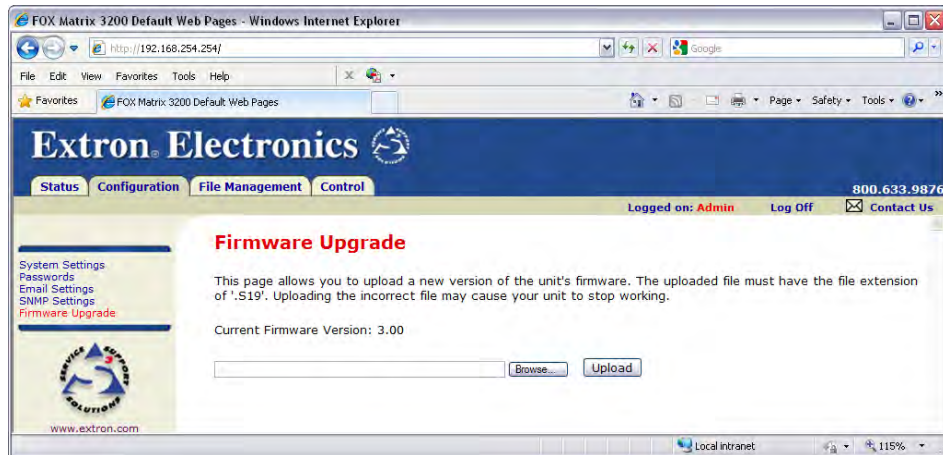 FOX Matrix 3200 Default Web Pages - Windows Internet Explorer
http://192.168.254.254/
Google
File Edit View Favorites Tools Help
Favorites FOX Matrix 3200 Default Web Pages Page Safety Tools
Extron® Electronics
Status Configuration File Management Control
800.633.9876
Logged on: Admin Log Off Contact Us
Firmware Upgrade
System Settings
Passwords
Email Settings
SNMP Settings
Firmware Upgrade
This page allows you to upload a new version of the unit's firmware. The uploaded file must have the file extension
of '.S19'. Uploading the incorrect file may cause your unit to stop working.
Current Firmware Version: 3.00
Browse... Upload
SERVICE SUPPORT SOLUTIONS
3
www.extron.com
Local intranet 115%